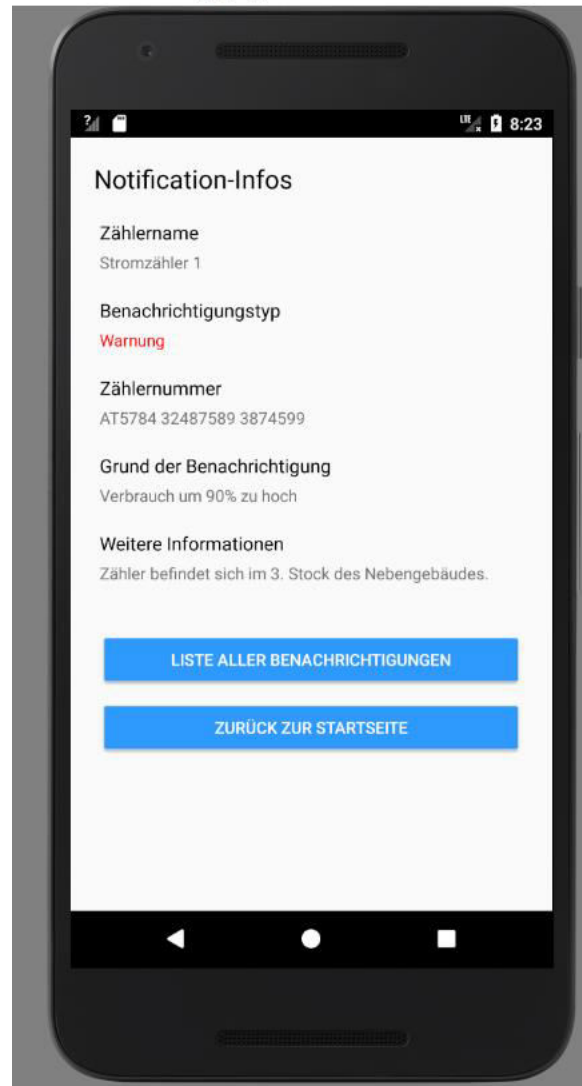 ? LTE x 8:23
Notification-Infos
Zählername
Stromzähler 1
Benachrichtigungstyp
Warnung
Zählernummer
AT5784 32487589 3874599
Grund der Benachrichtigung
Verbrauch um 90% zu hoch
Weitere Informationen
Zähler befindet sich im 3. Stock des Nebengebäudes.
LISTE ALLER BENACHRICHTIGUNGEN
ZURÜCK ZUR STARTSEITE